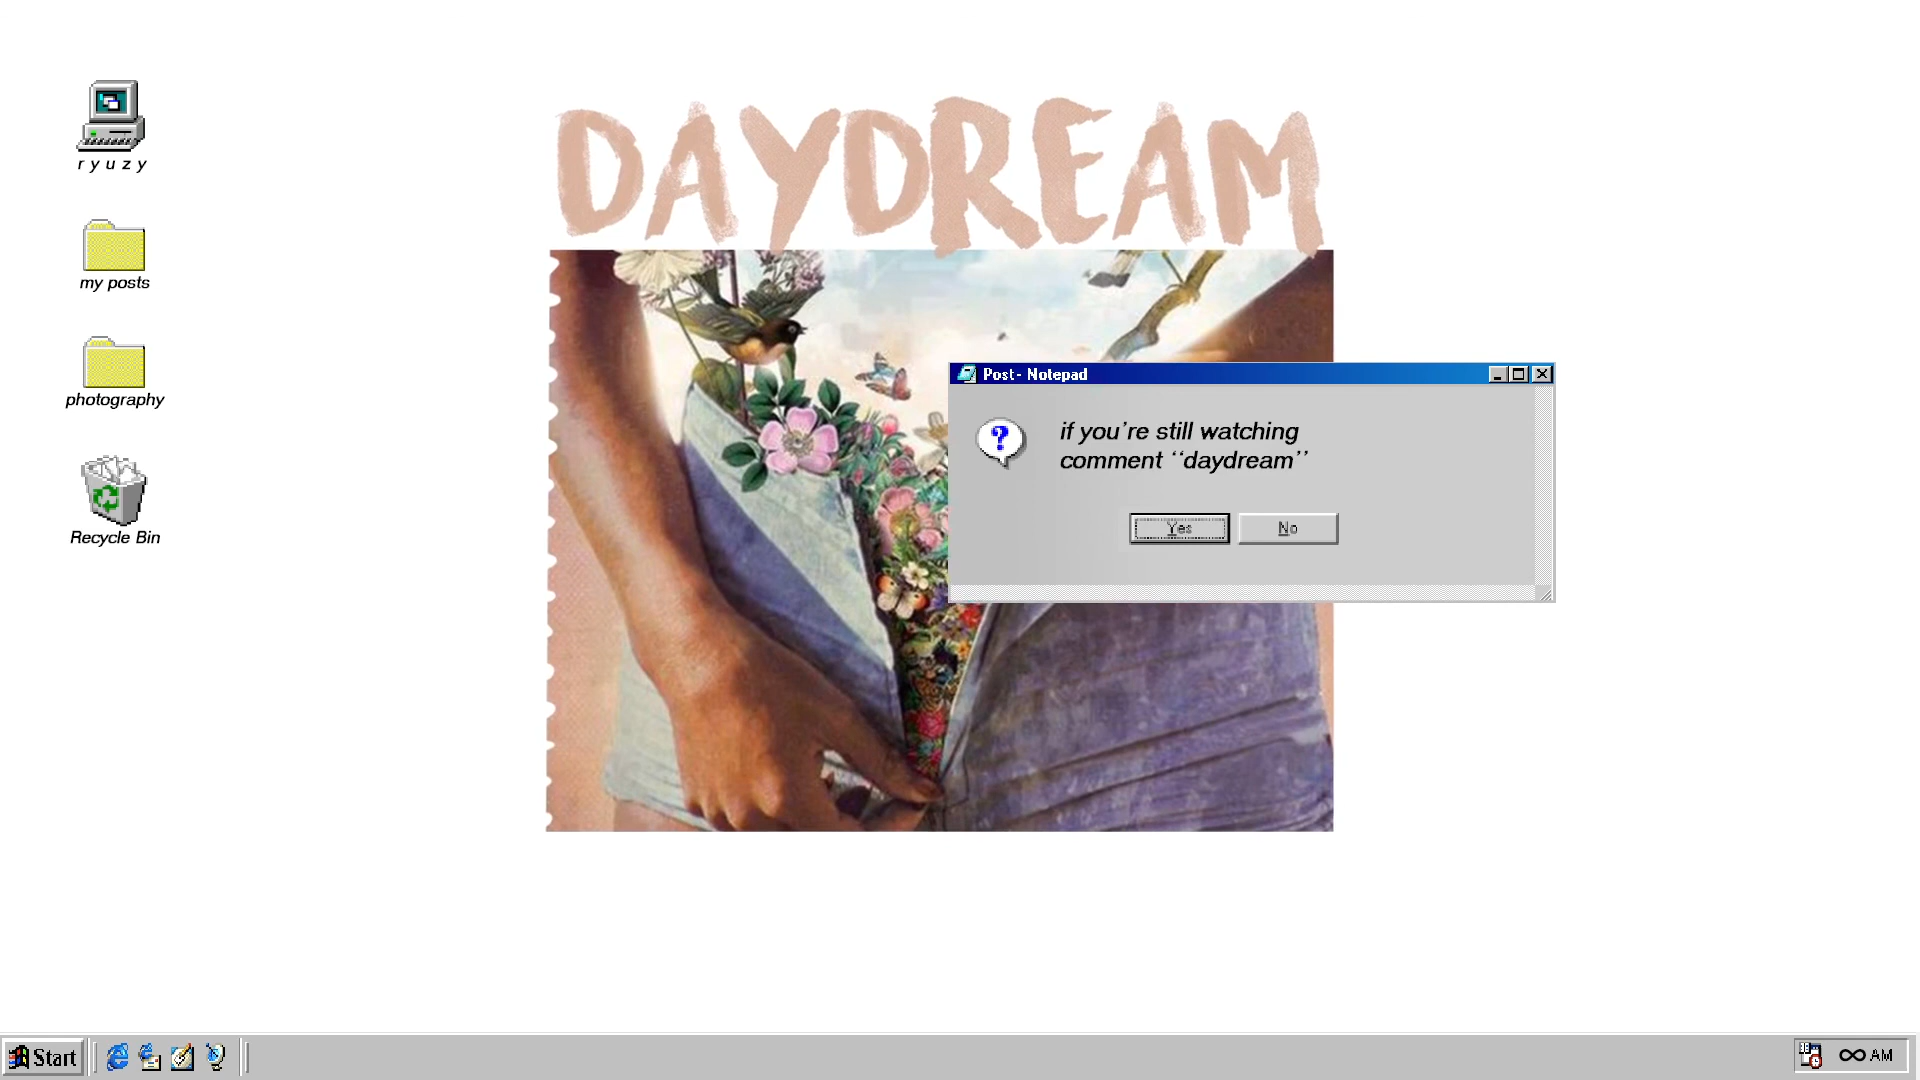 DAYDREAM
r y u z y
my posts
photography
Recycle Bin
Post- Notepad
if you're still watching
comment ‘‘daydream’’
Yes
No
Start
∞ AM